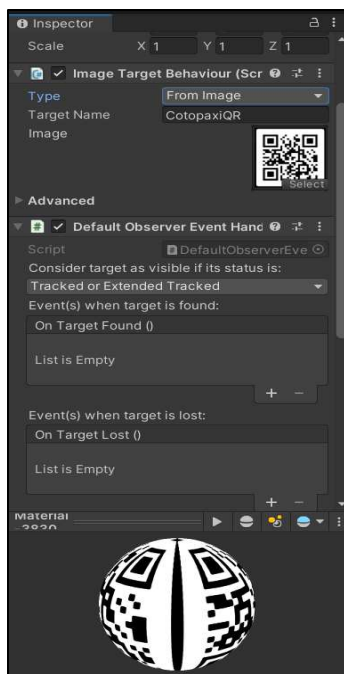 Inspector
Scale X 1 Y 1 Z 1
Image Target Behaviour (Scr
Type From Image
Target Name CotopaxiQR
Image
Select
Advanced
Default Observer Event Hand
Script DefaultObserverEve
Consider target as visible if its status is:
Tracked or Extended Tracked
Event(s) when target is found:
On Target Found ()
List is Empty
Event(s) when target is lost:
On Target Lost ()
List is Empty
Material
-3830